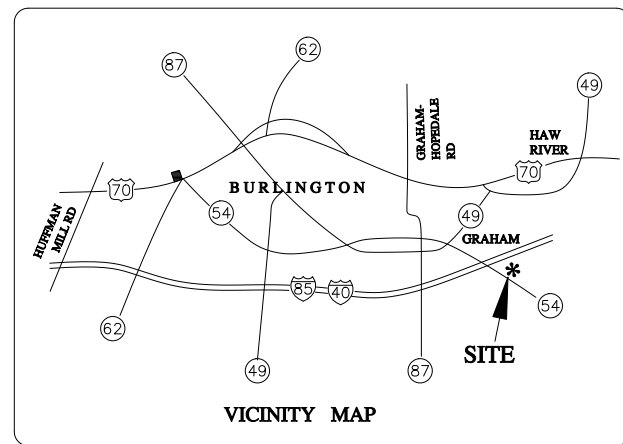 62
87
49
GRAHAM-
HOPEDALE
RD
HAW
RIVER
70
70
BURLINGTON
54
49
HUFFMAN
MILL RD
GRAHAM
85
40
*
54
62
SITE
49
87
VICINITY MAP